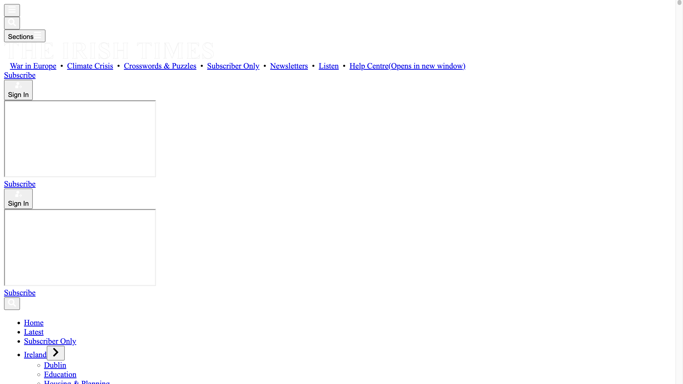 Sections
THE IRISH TIMES
War in Europe • Climate Crisis • Crosswords & Puzzles • Subscriber Only • Newsletters • Listen • Help Centre(Opens in new window)
Subscribe
Sign In
Subscribe
Sign In
Subscribe
Home
Latest
Subscriber Only
Ireland
Dublin
Education
Housing & Planning